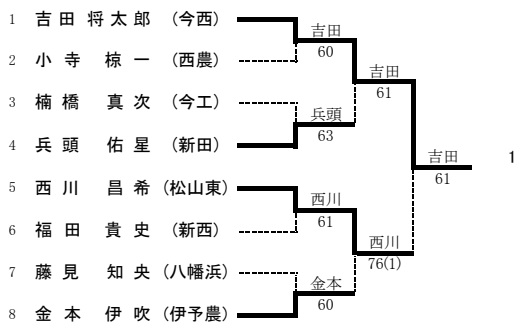 1 吉田 将太郎 (今西)
吉田
60
2 小寺 椋一 (西農)
吉田
61
3 楠橋 真次 (今工)
兵頭
63
4 兵頭 佑星 (新田)
吉田
61
1
5 西川 昌希 (松山東)
西川
61
6 福田 貴史 (新西)
西川
76(1)
7 藤見 知央 (八幡浜)
金本
60
8 金本 伊吹 (伊予農)